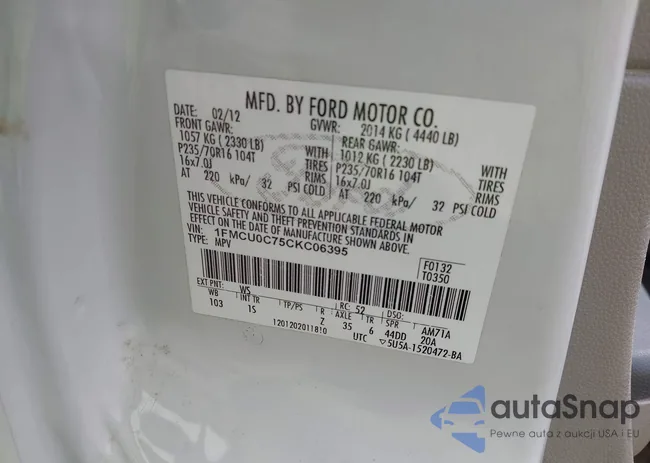 MFD. BY FORD MOTOR CO.
DATE: 02/12 GVWR: 2014 KG ( 4440 LB)
FRONT GAWR: REAR GAWR:
1057 KG ( 2330 LB) WITH 1012 KG ( 2230 LB) WITH
P235/70R16 104T TIRES P235/70R16 104T TIRES
16x7.0J RIMS 16x7.0J RIMS
AT 220 kPa/ 32 PSI COLD AT 220 kPa/ 32 PSI COLD
THIS VEHICLE CONFORMS TO ALL APPLICABLE FEDERAL MOTOR
VEHICLE SAFETY AND THEFT PREVENTION STANDARDS IN
EFFECT ON THE DATE OF MANUFACTURE SHOWN ABOVE.
VIN: 1FMCU0C75CKC06395 F0132
TYPE: MPV T0350
EXT PNT: WS RC: 52 DSO:
WB INT TR TP/PS R AXLE TR SPR AM71A
103 1S Z 35 6 44DD 20A
1201202011810 UTC ▽5U5A-1520472-BA
autaSnap
Pewne auta z aukcji USA i EU